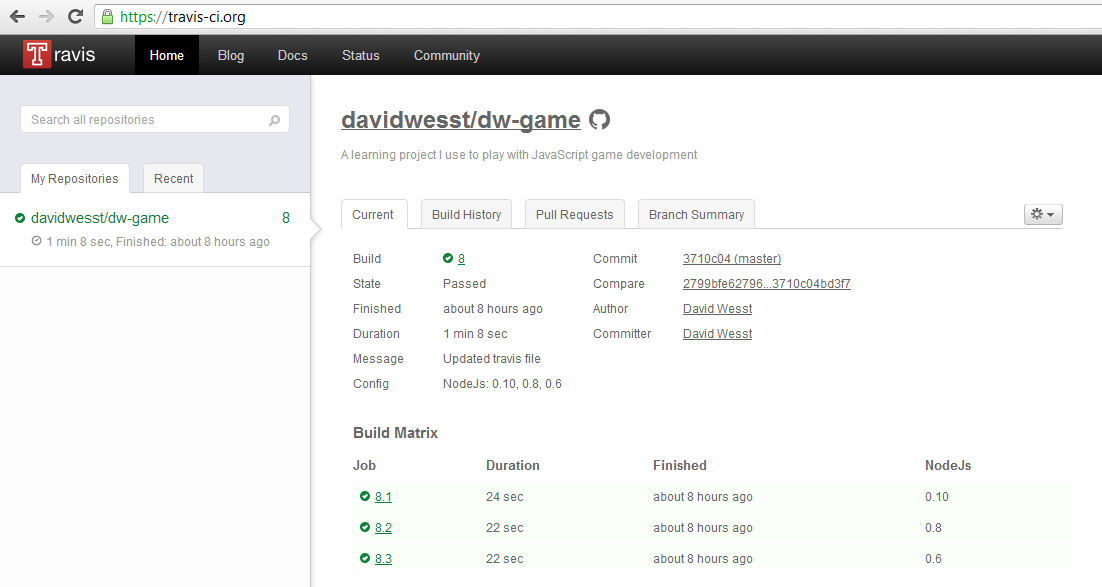 https://travis-ci.org
Travis Home Blog Docs Status Community
Search all repositories
My Repositories Recent
davidwesst/dw-game 8
1 min 8 sec, Finished: about 8 hours ago
davidwesst/dw-game
A learning project I use to play with JavaScript game development
Current Build History Pull Requests Branch Summary
Build 8 Commit 3710c04 (master)
State Passed Compare 2799bfe62796...3710c04bd3f7
Finished about 8 hours ago Author David Wesst
Duration 1 min 8 sec Committer David Wesst
Message Updated travis file
Config NodeJs: 0.10, 0.8, 0.6
Build Matrix
Job Duration Finished NodeJs
8.1 24 sec about 8 hours ago 0.10
8.2 22 sec about 8 hours ago 0.8
8.3 22 sec about 8 hours ago 0.6